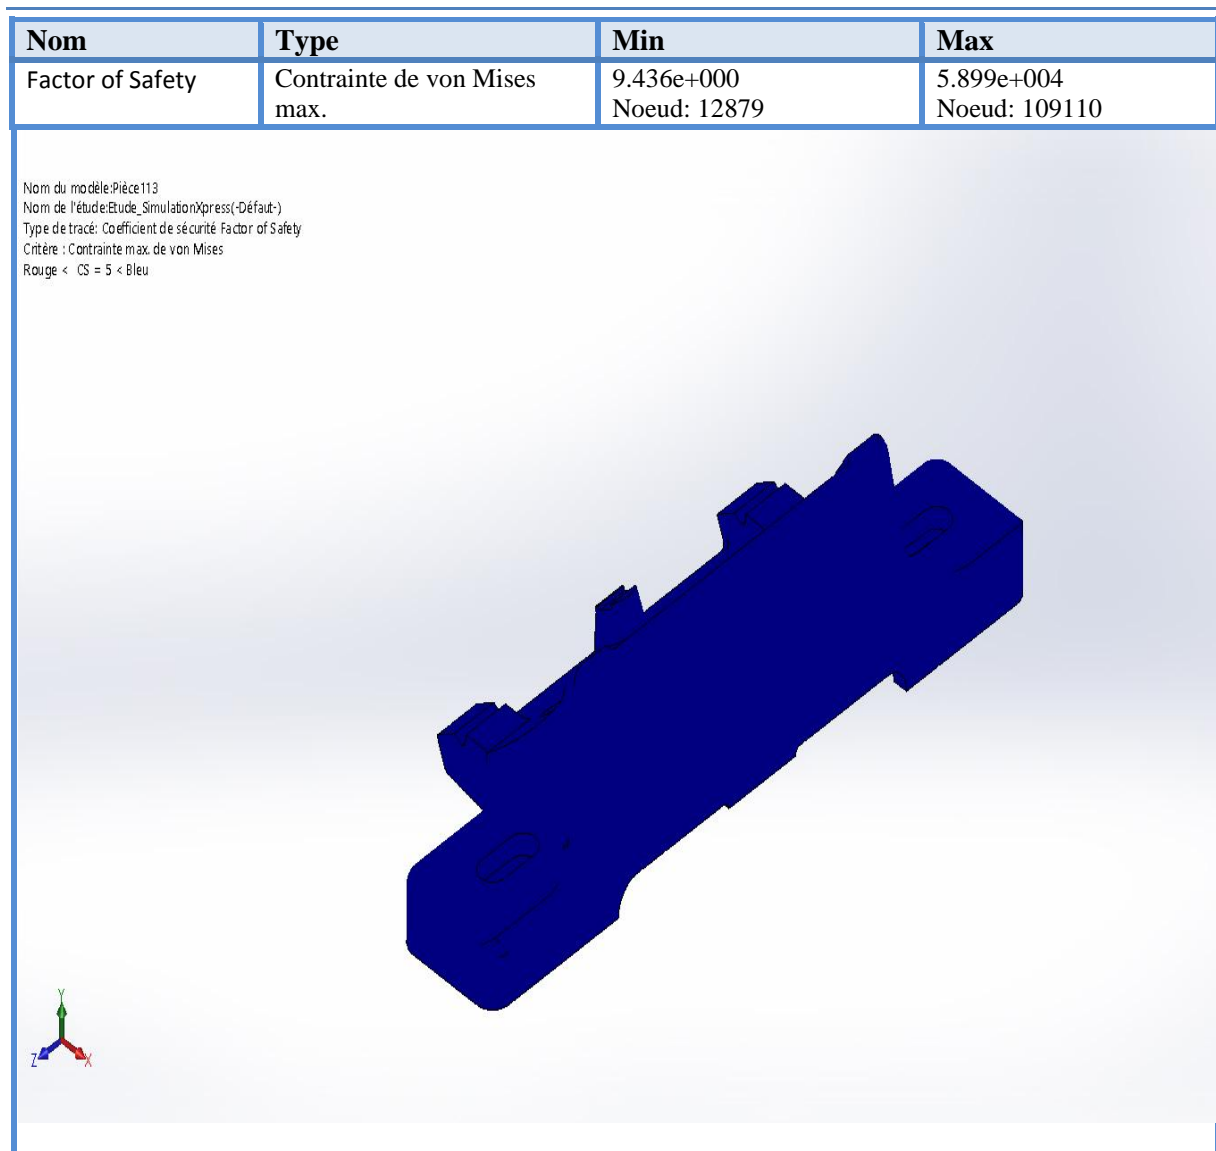 Nom Type Min Max
Factor of Safety Contrainte de von Mises 9.436e+000 5.899e+004
max. Noeud: 12879 Noeud: 109110
Nom du modèle:Pièce113
Nom de l'étude:Etude_SimulationXpress(-Défaut-)
Type de tracé: Coefficient de sécurité Factor of Safety
Critère : Contrainte max. de von Mises
Rouge < CS = 5 < Bleu
Y
Z X